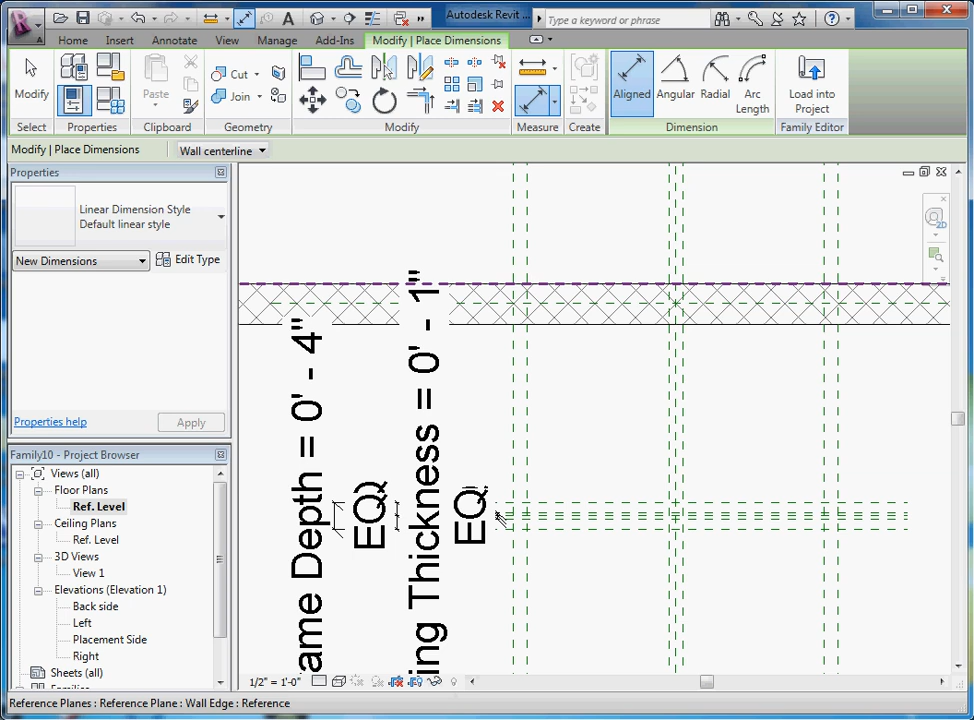 Autodesk Revit ...
Type a keyword or phrase
Home Insert Annotate View Manage Add-Ins Modify | Place Dimensions
Modify Paste Cut Join Aligned Angular Radial Arc Length Load into Project
Select Properties Clipboard Geometry Modify Measure Create Dimension Family Editor
Modify | Place Dimensions Wall centerline
Properties
Linear Dimension Style
Default linear style
New Dimensions Edit Type
Properties help Apply
Family10 - Project Browser
Views (all)
Floor Plans
Ref. Level
Ceiling Plans
Ref. Level
3D Views
View 1
Elevations (Elevation 1)
Back side
Left
Placement Side
Right
Sheets (all)
2D
ame Depth = 0' - 4"
EQ
ing Thickness = 0' - 1"
EQ
1/2" = 1'-0"
Reference Planes : Reference Plane : Wall Edge : Reference